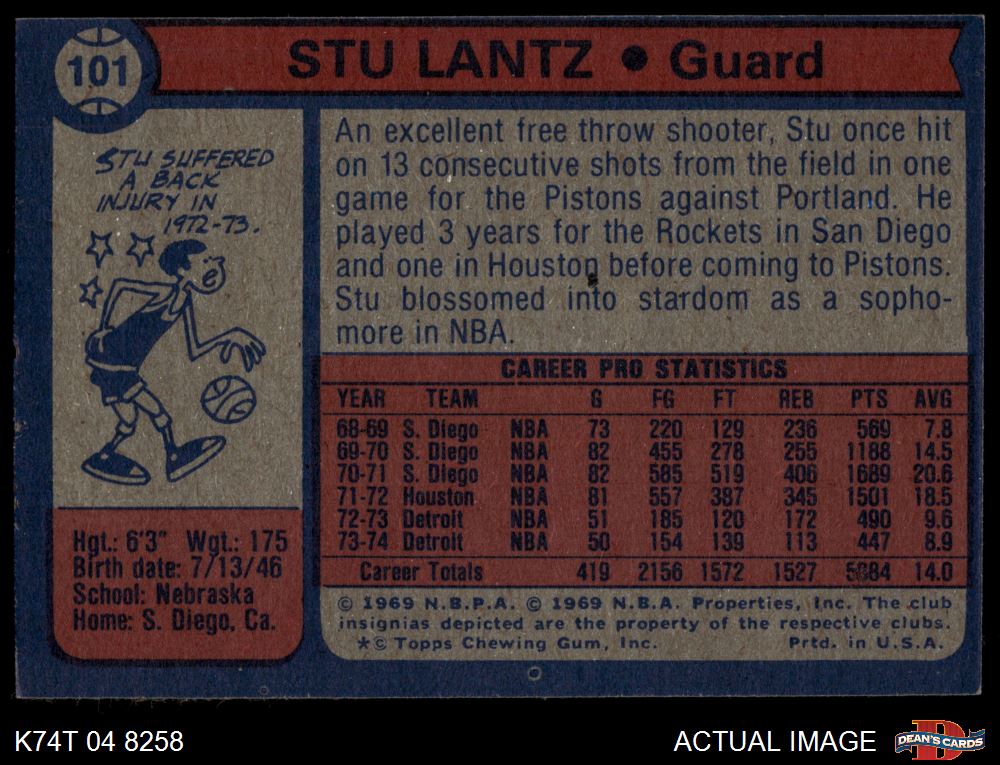 101
STU LANTZ ● Guard
STU SUFFERED
A BACK
INJURY IN
1972-73.
An excellent free throw shooter, Stu once hit
on 13 consecutive shots from the field in one
game for the Pistons against Portland. He
played 3 years for the Rockets in San Diego
and one in Houston before coming to Pistons.
Stu blossomed into stardom as a sopho-
more in NBA.
CAREER PRO STATISTICS
YEAR TEAM G FG FT REB PTS AVG
68-69 S. Diego NBA 73 220 129 236 569 7.8
69-70 S. Diego NBA 82 455 278 255 1188 14.5
70-71 S. Diego NBA 82 585 519 406 1689 20.6
71-72 Houston NBA 81 557 387 345 1501 18.5
72-73 Detroit NBA 51 185 120 172 490 9.6
73-74 Detroit NBA 50 154 139 113 447 8.9
Career Totals 419 2156 1572 1527 5884 14.0
Hgt.: 6'3" Wgt.: 175
Birth date: 7/13/46
School: Nebraska
Home: S. Diego, Ca.
© 1969 N.B.P.A. © 1969 N.B.A. Properties, Inc. The club
insignias depicted are the property of the respective clubs.
*© Topps Chewing Gum, Inc. Prtd. in U.S.A.
K74T 04 8258
ACTUAL IMAGE
DEAN'S CARDS